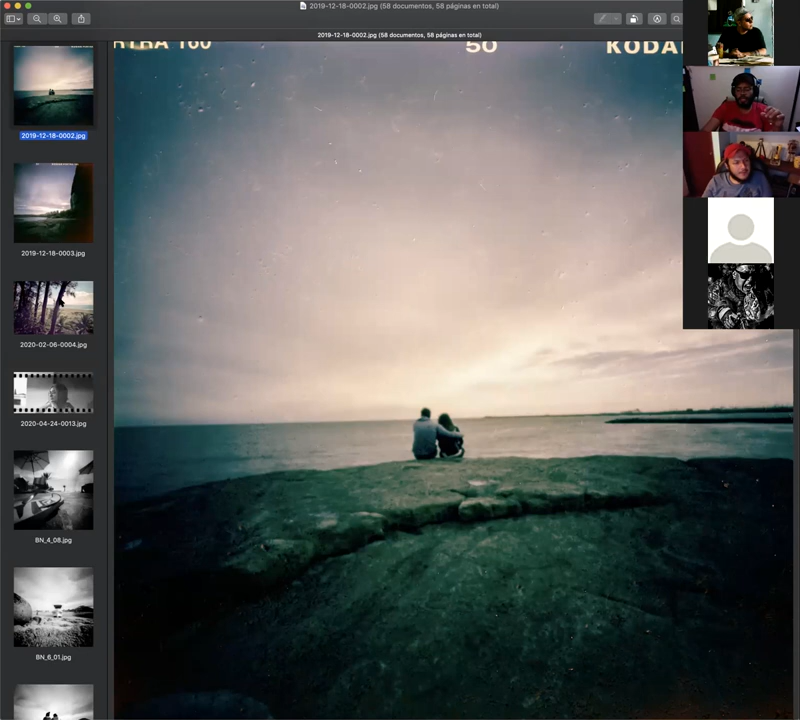 2019-12-18-0002.jpg (58 documentos, 58 páginas en total)
2019-12-18-0002.jpg (58 documentos, 58 páginas en total)
RTRA 160
50
KODA
2019-12-18-0002.jpg
2019-12-18-0003.jpg
2020-02-06-0004.jpg
2020-04-24-0013.jpg
BN_4_08.jpg
BN_6_01.jpg